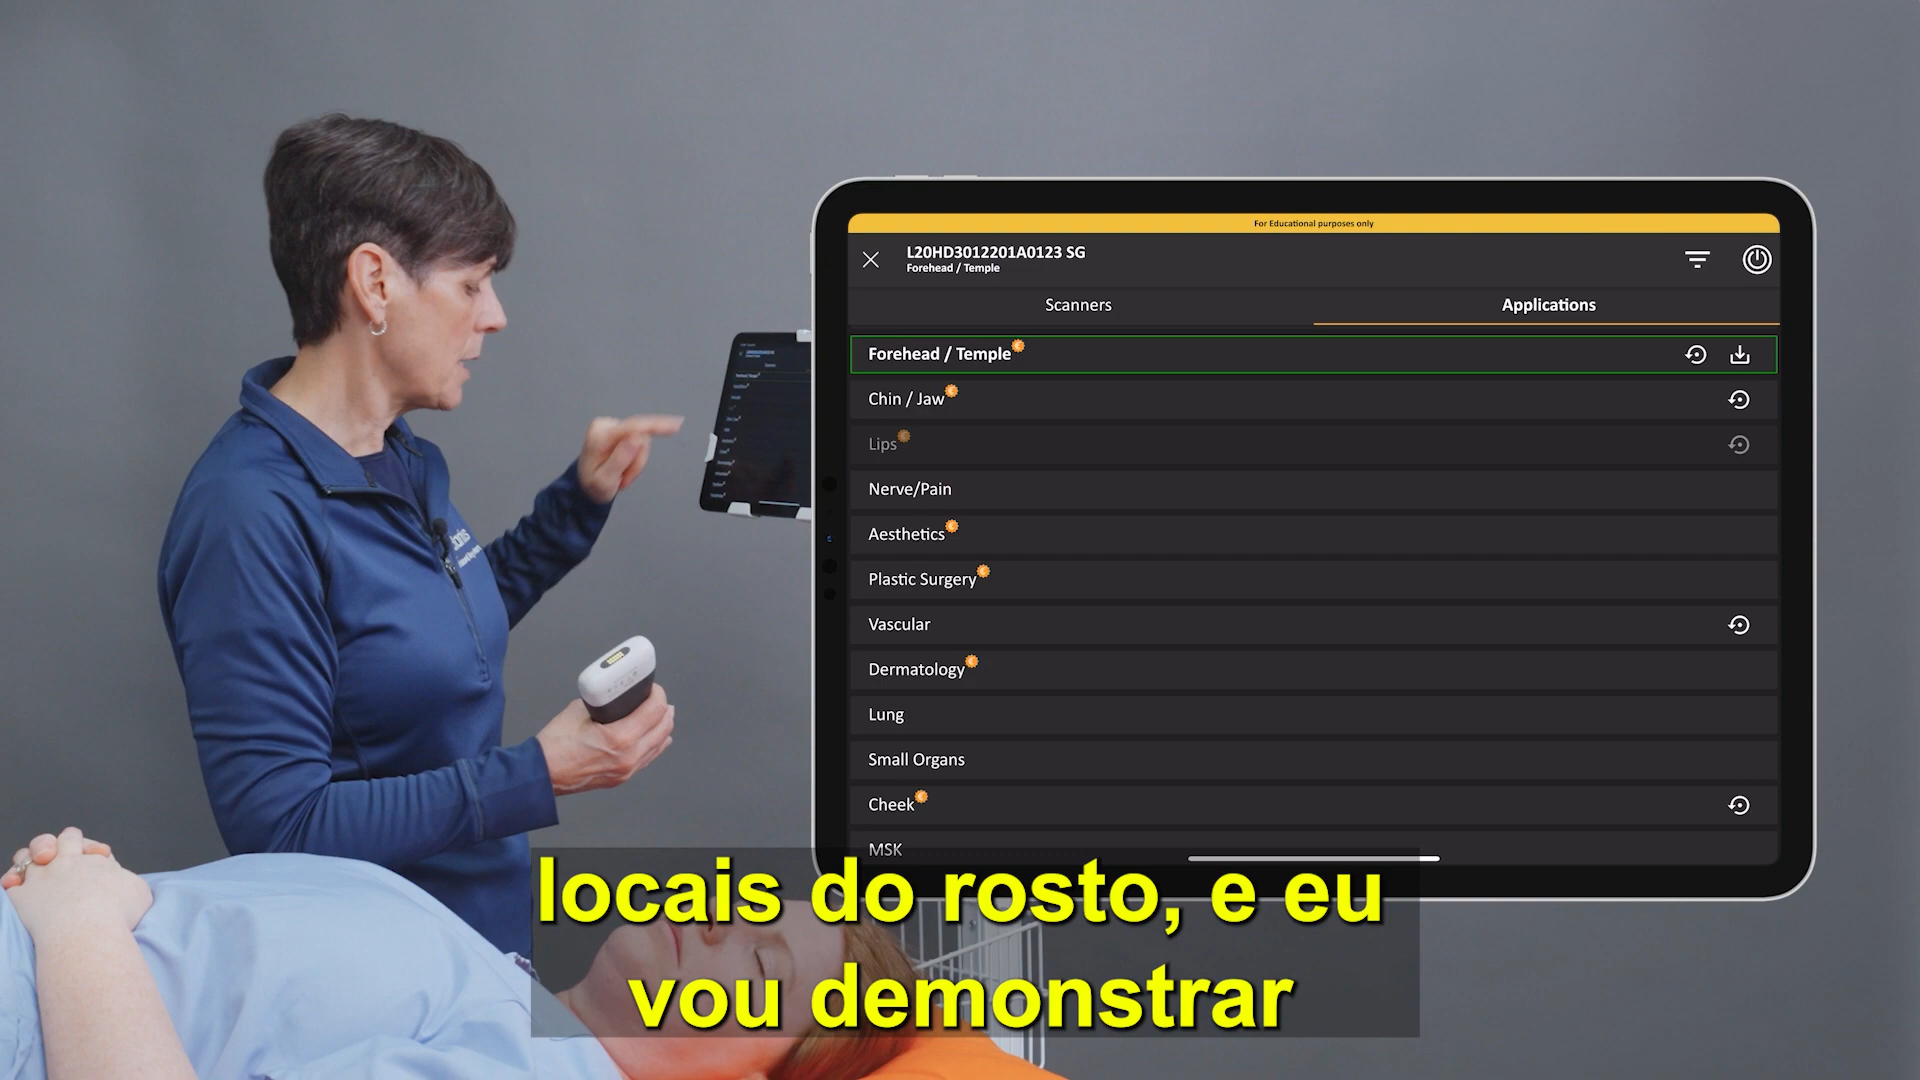 For Educational purposes only
L20HD3012201A0123 SG
Forehead / Temple
Scanners
Applications
Forehead / Temple
Chin / Jaw
Lips
Nerve/Pain
Aesthetics
Plastic Surgery
Vascular
Dermatology
Lung
Small Organs
Cheek
MSK
locais do rosto, e eu
vou demonstrar